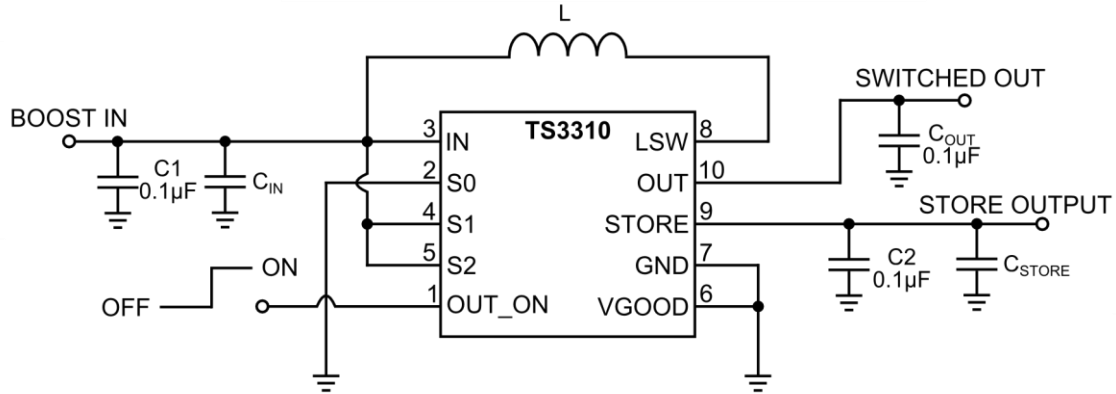 L
SWITCHED OUT
BOOST IN
TS3310
3 IN
LSW 8
C1
0.1µF
C_IN
C_OUT
0.1µF
2 S0
OUT 10
STORE OUTPUT
4 S1
STORE 9
5 S2
GND 7
C2
0.1µF
C_STORE
ON
OFF
1 OUT_ON
VGOOD 6